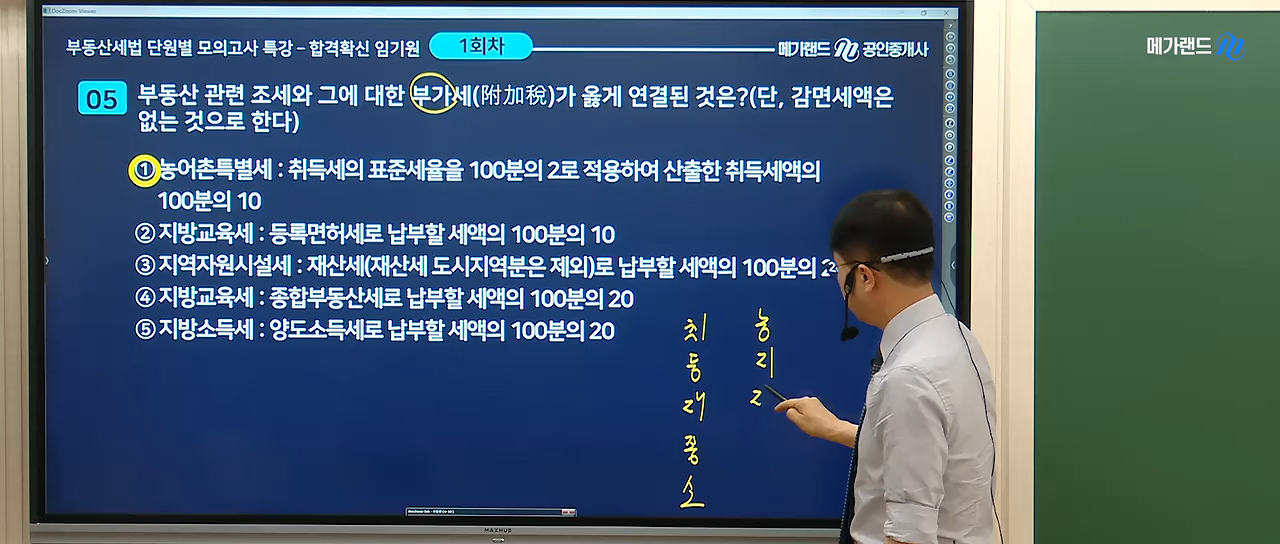 DocZoom Viewer
부동산세법 단원별 모의고사 특강 – 합격확신 임기원
1회차
메가랜드 공인중개사
메가랜드
05
부동산 관련 조세와 그에 대한 부가세(附加稅)가 옳게 연결된 것은?(단, 감면세액은
없는 것으로 한다)
① 농어촌특별세 : 취득세의 표준세율을 100분의 2로 적용하여 산출한 취득세액의
100분의 10
② 지방교육세 : 등록면허세로 납부할 세액의 100분의 10
③ 지역자원시설세 : 재산세(재산세 도시지역분은 제외)로 납부할 세액의 100분의 2
④ 지방교육세 : 종합부동산세로 납부할 세액의 100분의 20
⑤ 지방소득세 : 양도소득세로 납부할 세액의 100분의 20
취 농
등 지
재
종
소
MAXHUB